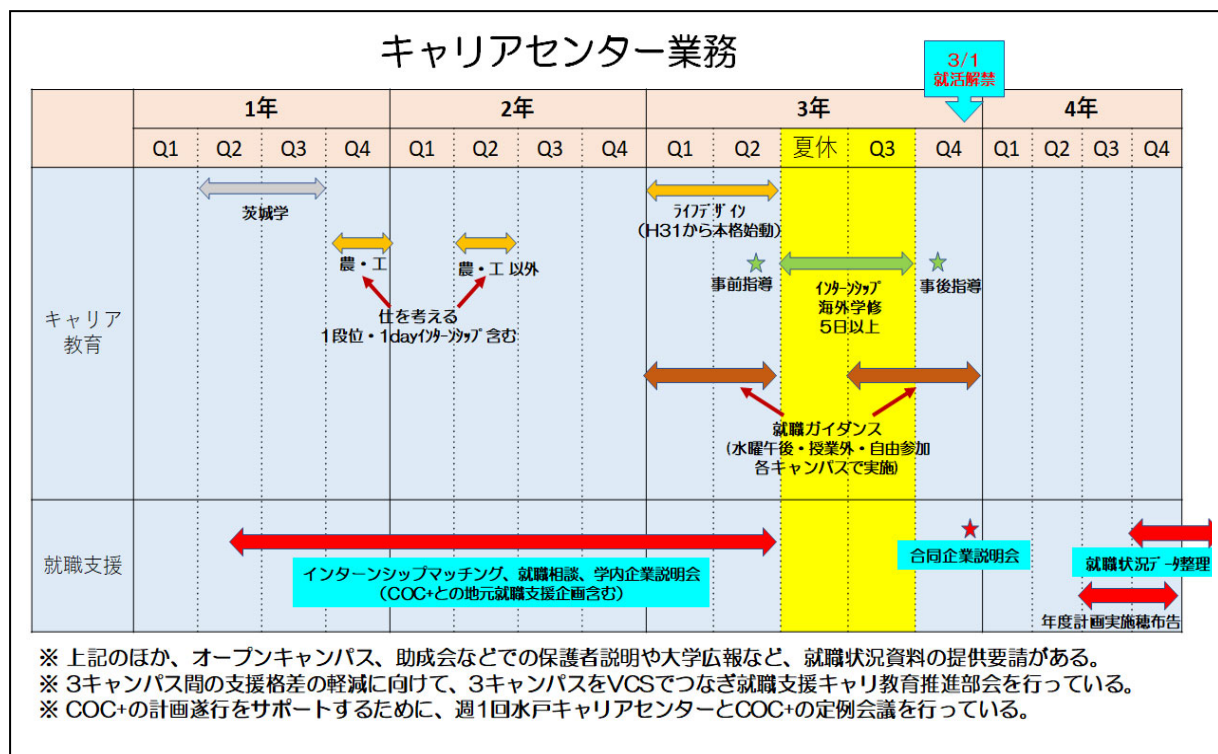 キャリアセンター業務
3/1
就活解禁
1年 2年 3年 4年
Q1 Q2 Q3 Q4 Q1 Q2 Q3 Q4 Q1 Q2 夏休 Q3 Q4 Q1 Q2 Q3 Q4
キャリア
教育
茨城学
農・工
農・工 以外
仕を考える
1段位・1dayインターンシップ含む
ライフデザイン
(H31から本格始動)
事前指導
インターンシップ
海外学修
5日以上
事後指導
就職ガイダンス
(水曜午後・授業外・自由参加
各キャンパスで実施)
就職支援
インターンシップマッチング、就職相談、学内企業説明会
(COC+との地元就職支援企画含む)
合同企業説明会
就職状況データ整理
年度計画実施穂布告
※ 上記のほか、オープンキャンパス、助成会などでの保護者説明や大学広報など、就職状況資料の提供要請がある。
※ 3キャンパス間の支援格差の軽減に向けて、3キャンパスをVCSでつなぎ就職支援キャリ教育推進部会を行っている。
※ COC+の計画遂行をサポートするために、週1回水戸キャリアセンターとCOC+の定例会議を行っている。